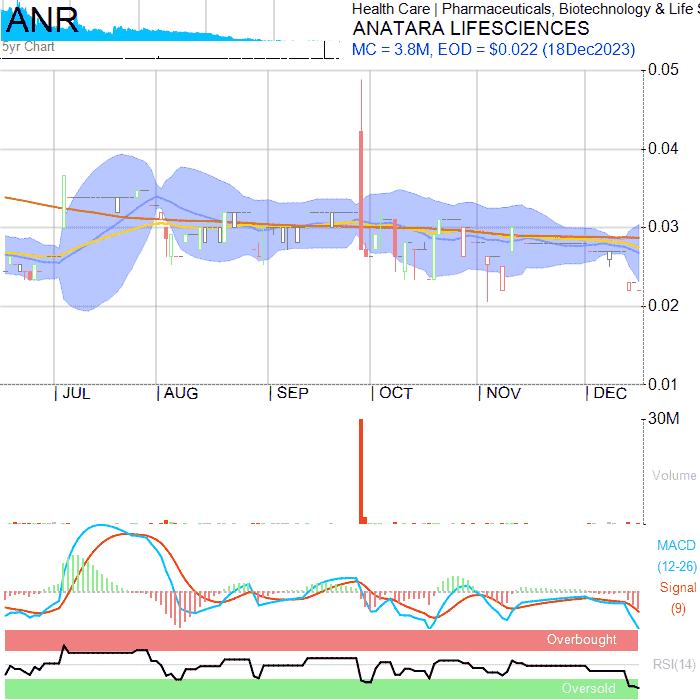 ANR
Health Care | Pharmaceuticals, Biotechnology & Life S
ANATARA LIFESCIENCES
5yr Chart
MC = 3.8M, EOD = $0.022 (18Dec2023)
0.05
0.04
0.03
0.02
0.01
| JUL | AUG | SEP | OCT | NOV | DEC
30M
Volume
MACD
(12-26)
Signal
(9)
Overbought
RSI(14)
Oversold